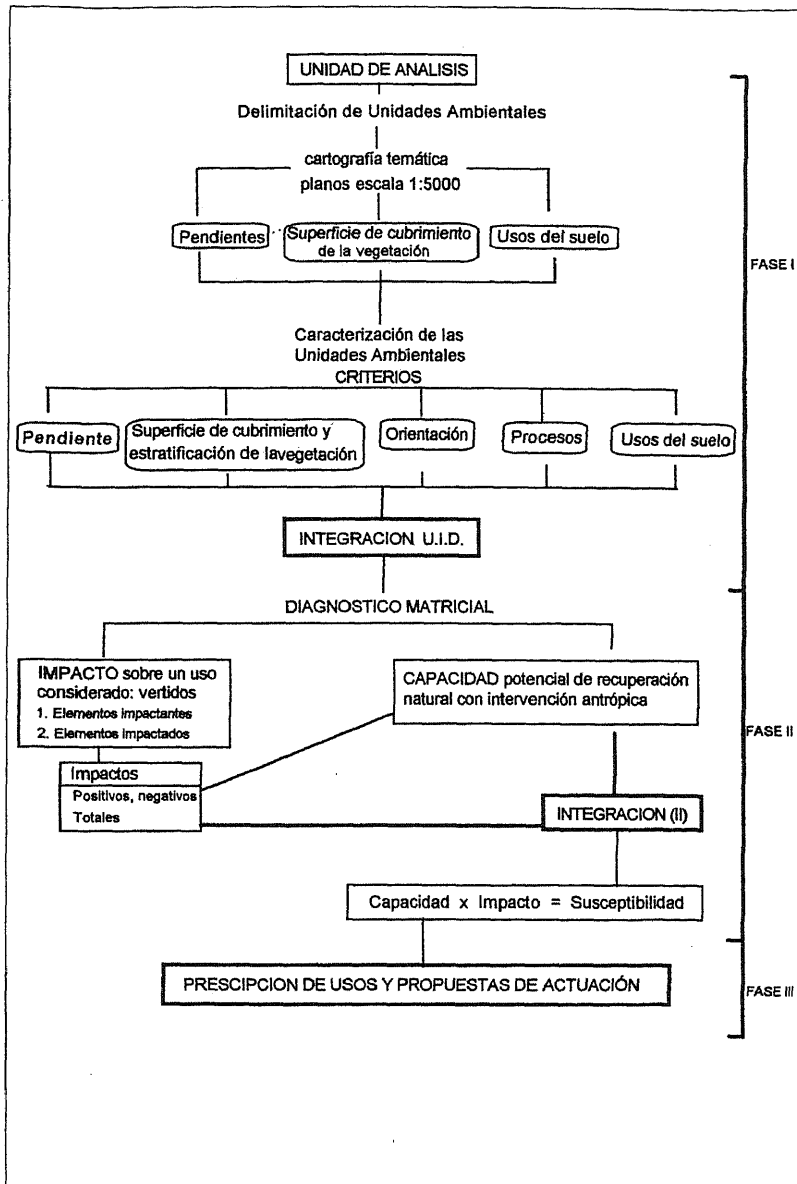 UNIDAD DE ANALISIS
Delimitación de Unidades Ambientales
cartografía temática
planos escala 1:5000
Pendientes
Superficie de cubrimiento
de la vegetación
Usos del suelo
FASE I
Caracterización de las
Unidades Ambientales
CRITERIOS
Pendiente
Superficie de cubrimiento y
estratificación de lavegetación
Orientación
Procesos
Usos del suelo
INTEGRACION U.I.D.
DIAGNOSTICO MATRICIAL
IMPACTO sobre un uso
considerado: vertidos
1. Elementos impactantes
2. Elementos impactados
CAPACIDAD potencial de recuperación
natural con intervención antrópica
FASE II
Impactos
Positivos, negativos
Totales
INTEGRACION (II)
Capacidad x Impacto = Susceptibilidad
PRESCIPCION DE USOS Y PROPUESTAS DE ACTUACIÓN
FASE III